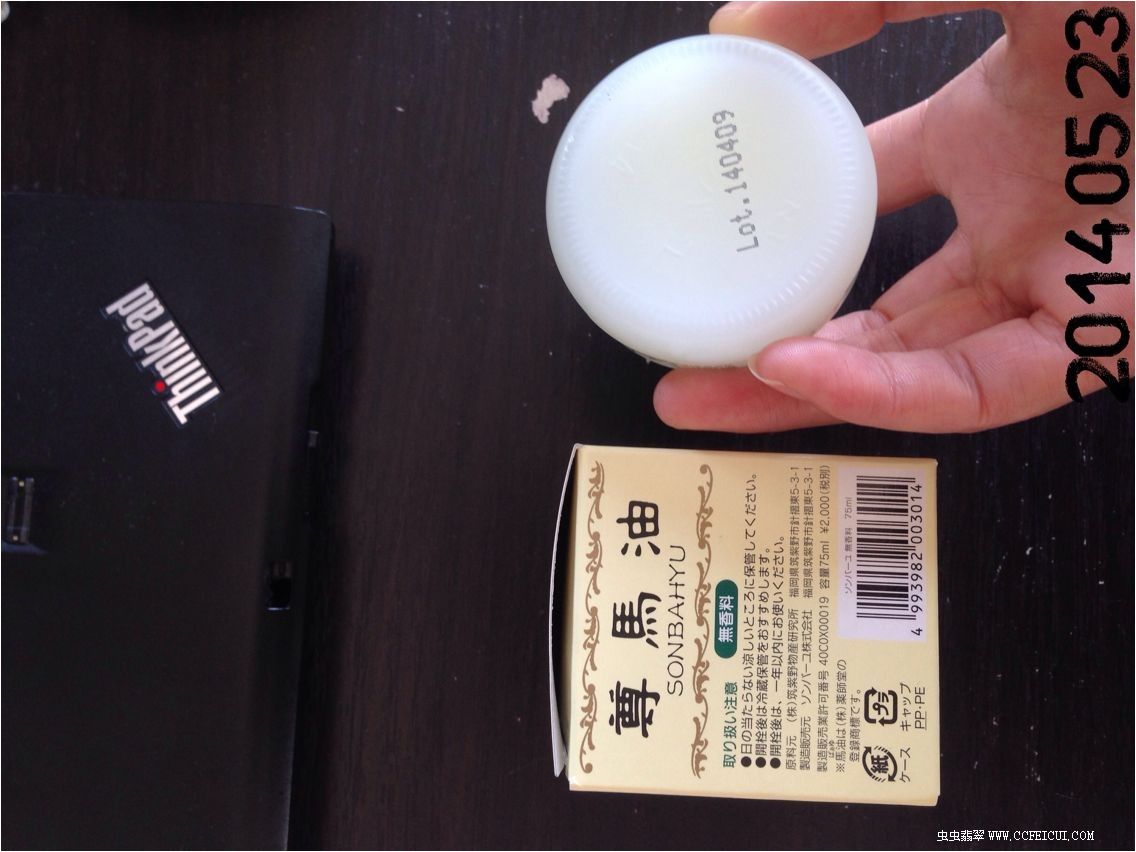 ThinkPad
Lot.140409
20140523
尊馬油
SONBAHYU
無香料
取り扱い注意
●日の当たらない涼しいところに保管してください。
●開栓後は冷蔵保管をおすすめします。
●開栓後は、一年以内にお使いください。
原料元 (株)筑紫野物産研究所 福岡県筑紫野市針摺東5-3-1
製造販売元 ソンバーユ株式会社 福岡県筑紫野市針摺東5-3-1
製造販売業許可番号 40C0X00019 容量75ml ¥2,000(税別)
※馬油は(株)薬師堂の
ばあゆ
登録商標です。
ソンバーユ 無香料 75ml
4 993982 003014
紙
ケース
プラ
キャップ
PP・PE
虫虫翡翠 WWW.CCFEICUI.COM